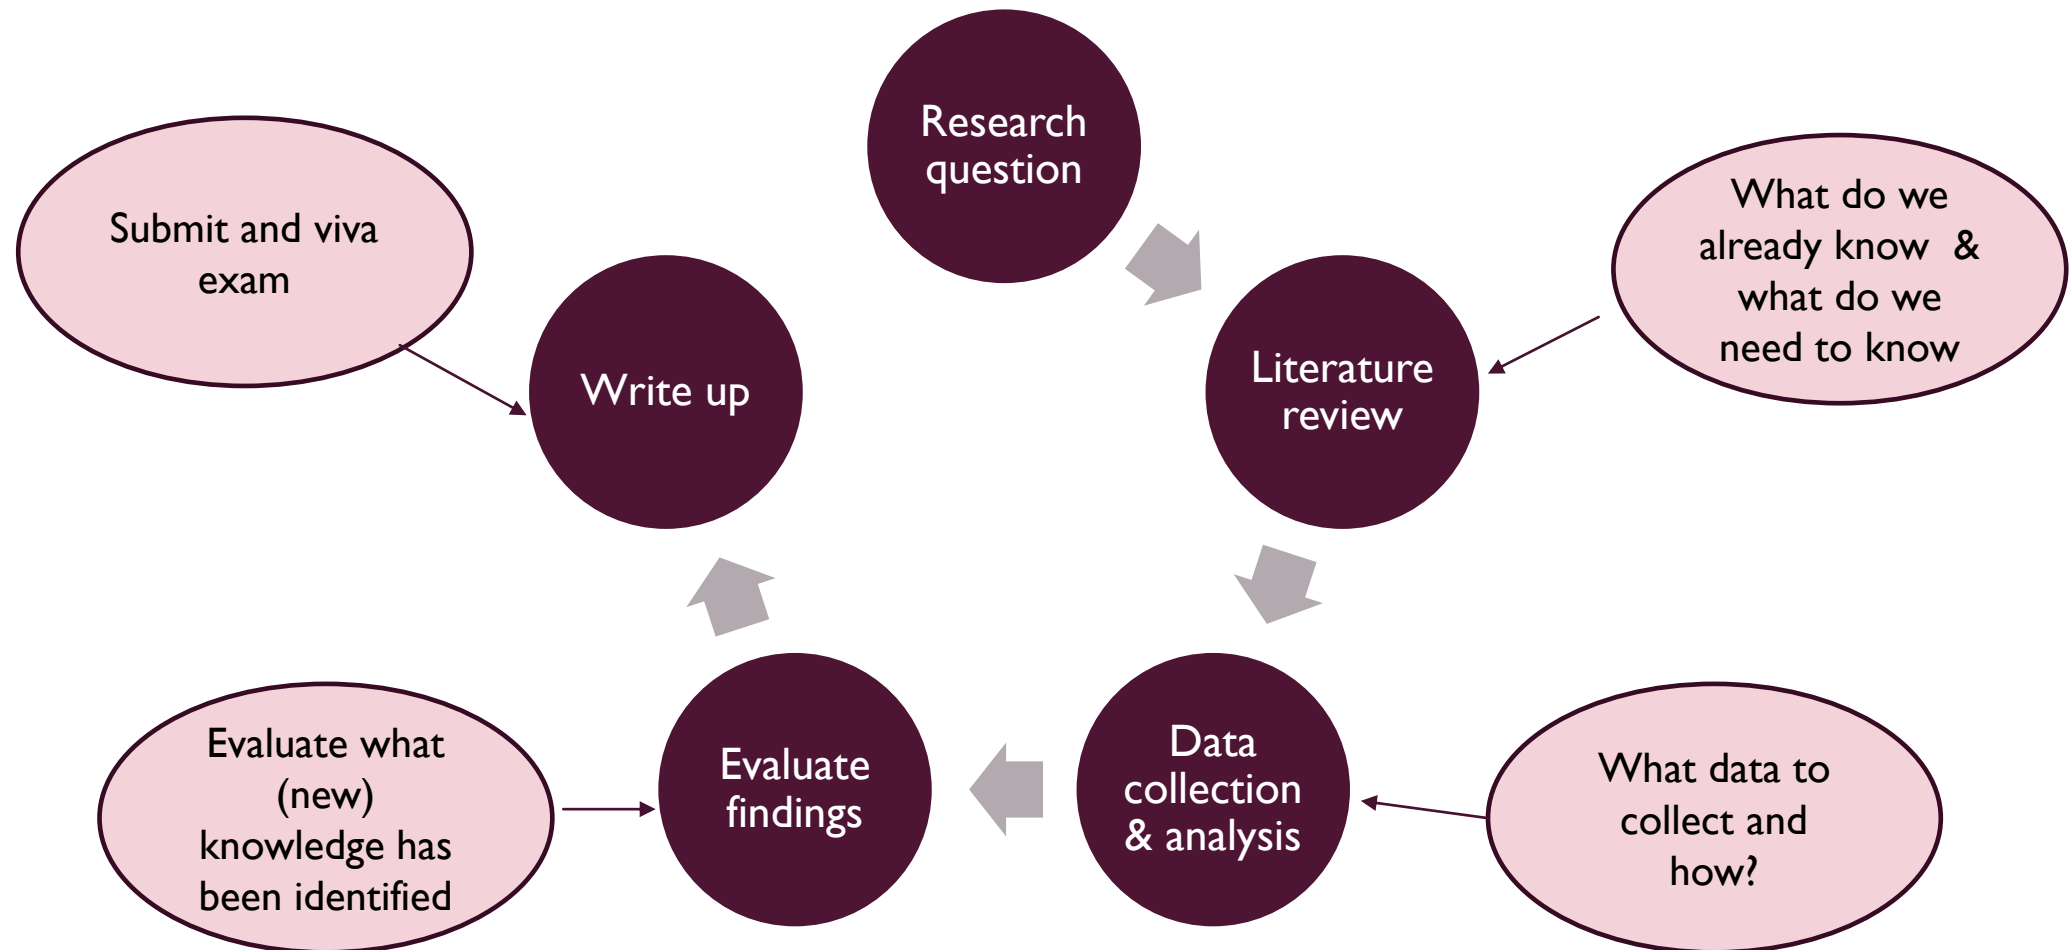 Research
question
What do we
already know & 
what do we
need to know
Literature
review
What data to
collect and
how?
Data
collection
& analysis
Evaluate
findings
Evaluate what
(new)
knowledge has
been identified
Write up
Submit and viva
exam